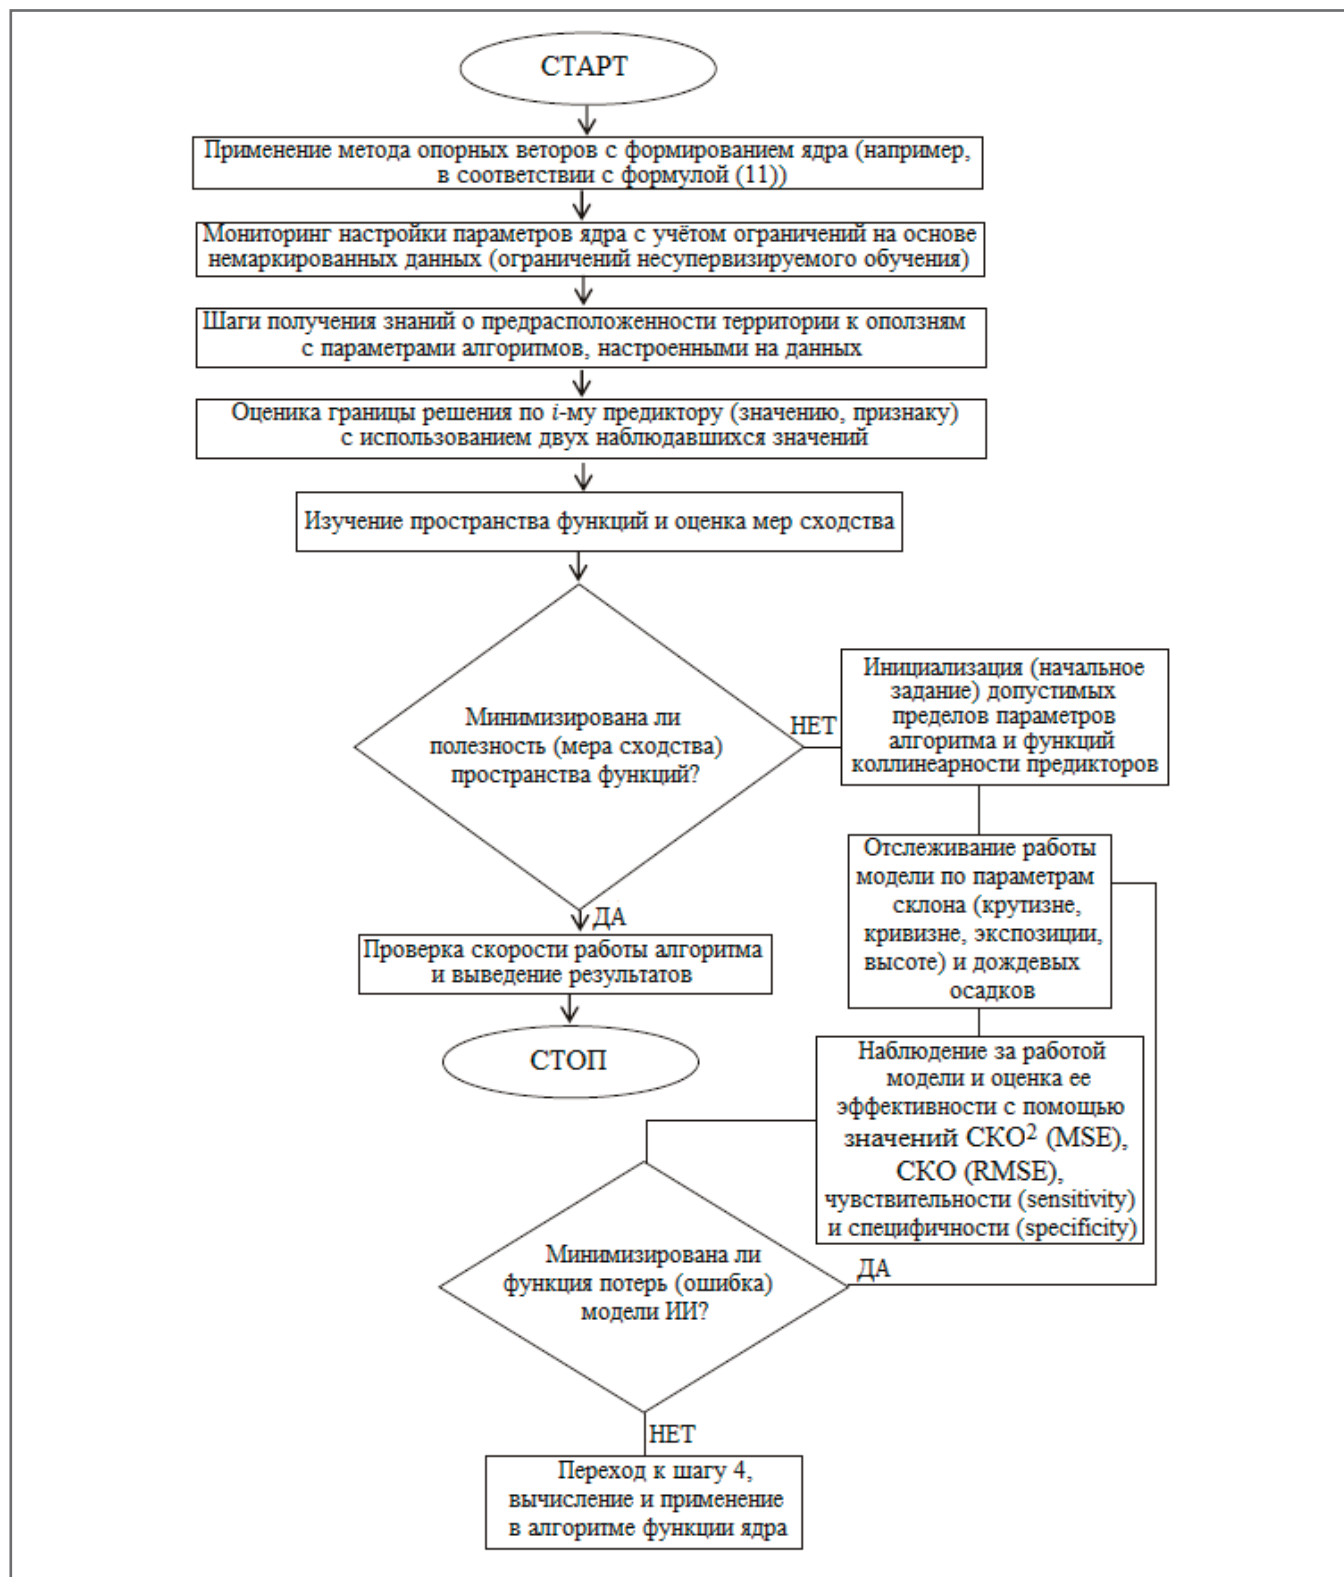 СТАРТ
Применение метода опорных веторов с формированием ядра (например,
в соответствии с формулой (11))
Мониторинг настройки параметров ядра с учётом ограничений на основе
немаркированных данных (ограничений несупервизируемого обучения)
Шаги получения знаний о предрасположенности территории к оползням
с параметрами алгоритмов, настроенными на данных
Оценика границы решения по i-му предиктору (значению, признаку)
с использованием двух наблюдавшихся значений
Изучение пространства функций и оценка мер сходства
Минимизирована ли
полезность (мера сходства)
пространства функций?
НЕТ
Инициализация (начальное
задание) допустимых
пределов параметров
алгоритма и функций
коллинеарности предикторов
Отслеживание работы
модели по параметрам
склона (крутизне,
кривизне, экспозиции,
высоте) и дождевых
осадков
ДА
Проверка скорости работы алгоритма
и выведение результатов
СТОП
Наблюдение за работой
модели и оценка ее
эффективности с помощью
значений СКО² (MSE),
СКО (RMSE),
чувствительности (sensitivity)
и специфичности (specificity)
Минимизирована ли
функция потерь (ошибка)
модели ИИ?
ДА
НЕТ
Переход к шагу 4,
вычисление и применение
в алгоритме функции ядра